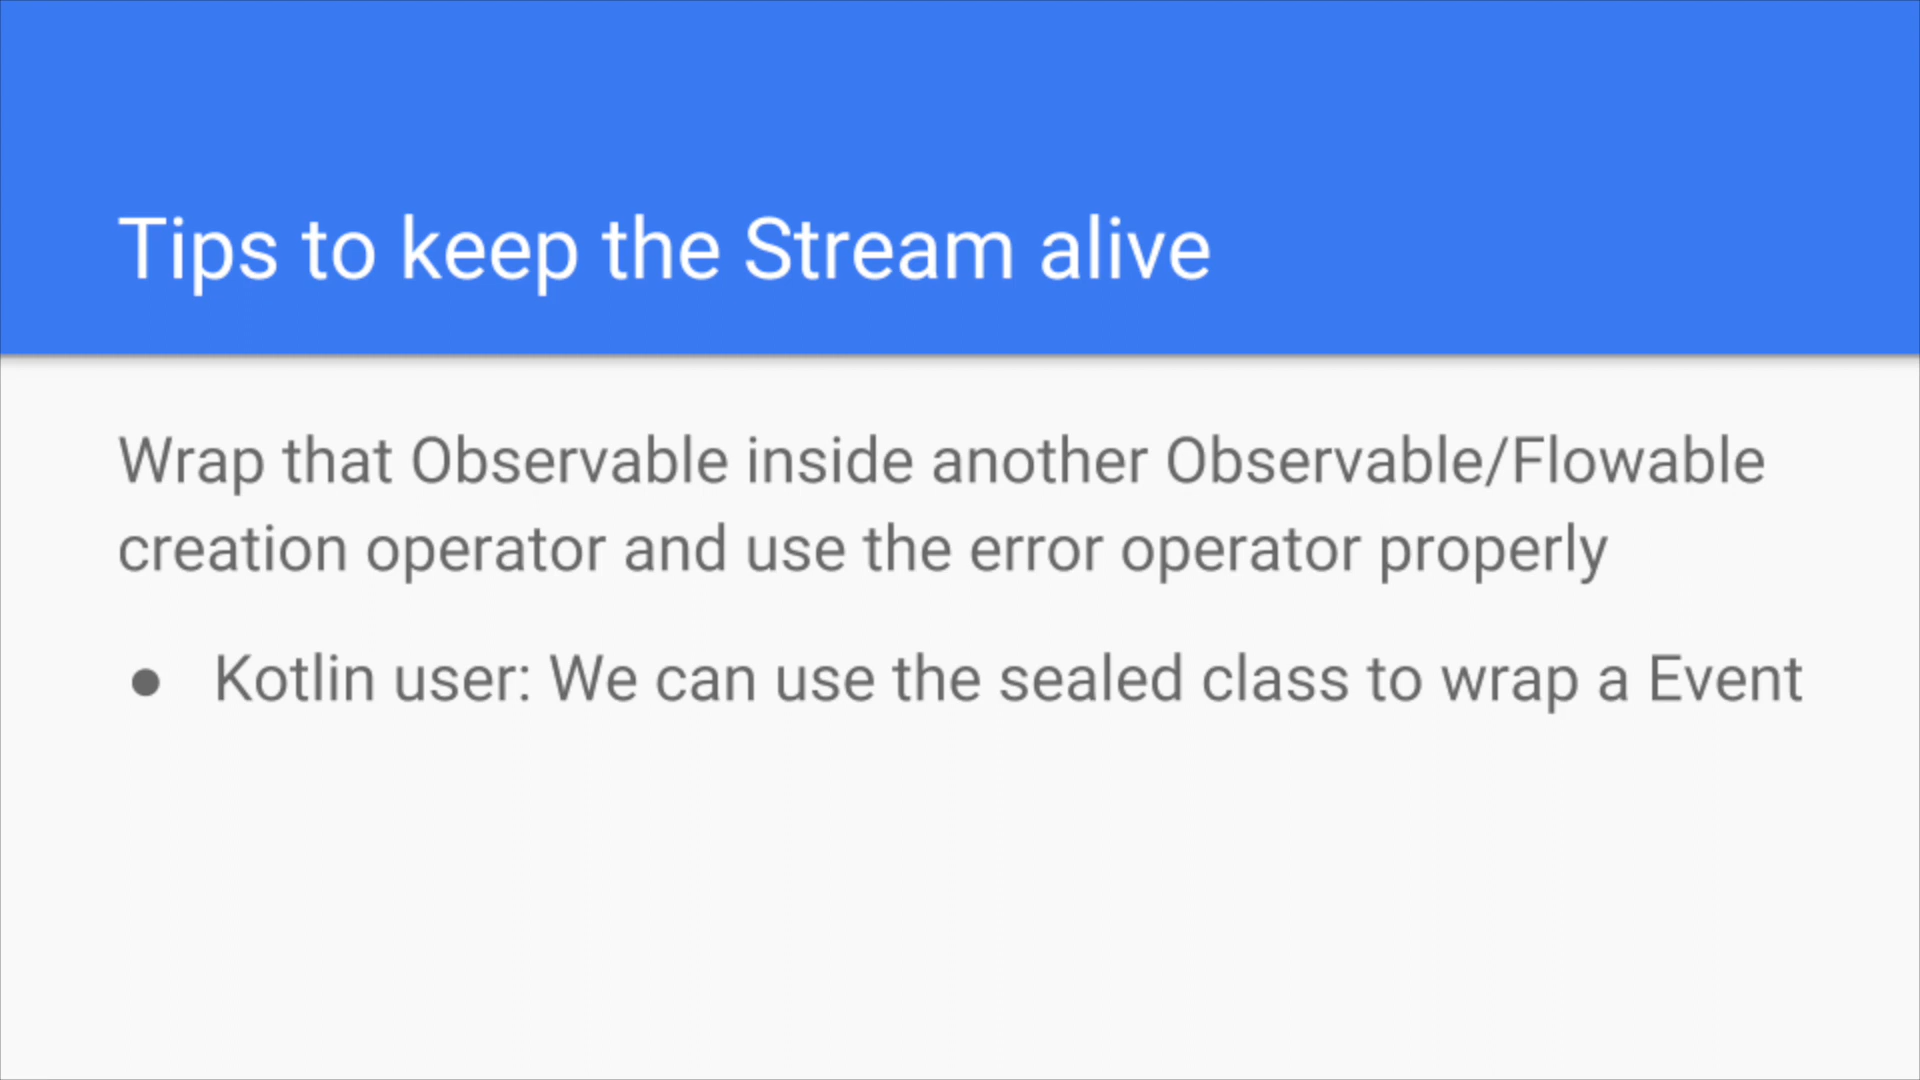 Tips to keep the Stream alive
Wrap that Observable inside another Observable/Flowable
creation operator and use the error operator properly
● Kotlin user: We can use the sealed class to wrap a Event